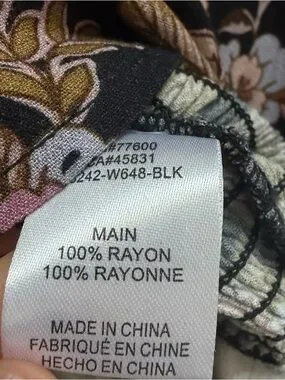 #77600
A#45831
242-W648-BLK
MAIN
100% RAYON
100% RAYONNE
MADE IN CHINA
FABRIQUÉ EN CHINE
HECHO EN CHINA